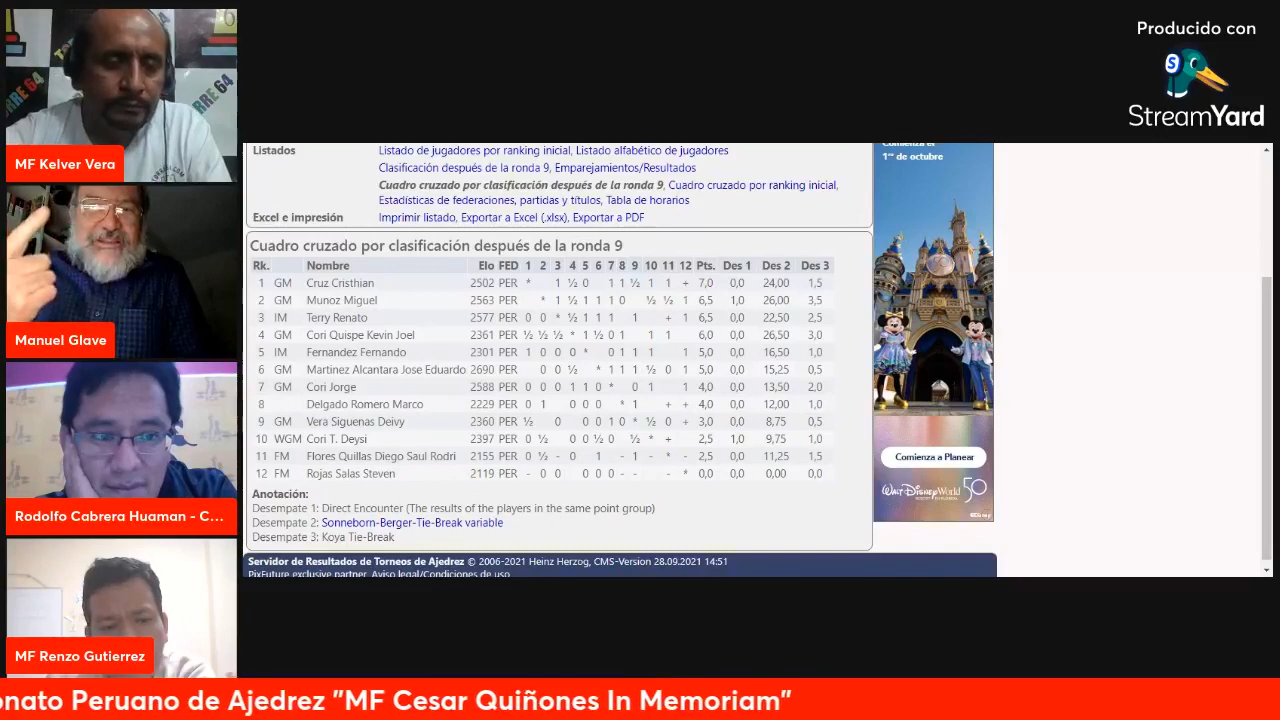 Producido con
StreamYard
TORRE 64
MF Kelver Vera
Manuel Glave
Rodolfo Cabrera Huaman - C...
MF Renzo Gutierrez
Listados Listado de jugadores por ranking inicial, Listado alfabético de jugadores
Clasificación después de la ronda 9, Emparejamientos/Resultados
Cuadro cruzado por clasificación después de la ronda 9, Cuadro cruzado por ranking inicial,
Estadísticas de federaciones, partidas y títulos, Tabla de horarios
Excel e impresión Imprimir listado, Exportar a Excel (.xlsx), Exportar a PDF
Cuadro cruzado por clasificación después de la ronda 9
Rk. Nombre Elo FED 1 2 3 4 5 6 7 8 9 10 11 12 Pts. Des 1 Des 2 Des 3
1 GM Cruz Cristhian 2502 PER * 1 ½ 0 1 1 ½ 1 1 + 7,0 0,0 24,00 1,5
2 GM Munoz Miguel 2563 PER * 1 ½ 1 1 1 0 ½ ½ 1 6,5 1,0 26,00 3,5
3 IM Terry Renato 2577 PER 0 0 * ½ 1 1 1 1 + 1 6,5 0,0 22,50 2,5
4 GM Cori Quispe Kevin Joel 2361 PER ½ ½ ½ * 1 ½ 0 1 1 1 6,0 0,0 26,50 3,0
5 IM Fernandez Fernando 2301 PER 1 0 0 0 * 0 1 1 1 1 5,0 0,0 16,50 1,0
6 GM Martinez Alcantara Jose Eduardo 2690 PER 0 0 ½ * 1 1 1 ½ 0 1 5,0 0,0 15,25 0,5
7 GM Cori Jorge 2588 PER 0 0 0 1 1 0 * 0 1 1 4,0 0,0 13,50 2,0
8 Delgado Romero Marco 2229 PER 0 1 0 0 0 * 1 + + 4,0 0,0 12,00 1,0
9 GM Vera Siguenas Deivy 2360 PER ½ 0 0 0 1 0 * ½ 0 + 3,0 0,0 8,75 0,5
10 WGM Cori T. Deysi 2397 PER 0 ½ 0 0 ½ 0 ½ * + 2,5 1,0 9,75 1,0
11 FM Flores Quillas Diego Saul Rodri 2155 PER 0 ½ - 0 1 - 1 - * - 2,5 0,0 11,25 1,5
12 FM Rojas Salas Steven 2119 PER - 0 0 0 0 0 - - - * 0,0 0,0 0,00 0,0
Anotación:
Desempate 1: Direct Encounter (The results of the players in the same point group)
Desempate 2: Sonneborn-Berger-Tie-Break variable
Desempate 3: Koya Tie-Break
Servidor de Resultados de Torneos de Ajedrez © 2006-2021 Heinz Herzog, CMS-Version 28.09.2021 14:51
PixFuture exclusive partner, Aviso legal/Condiciones de uso
Comienza el
1ro de octubre
Comienza a Planear
Walt Disney World 50
onato Peruano de Ajedrez "MF Cesar Quiñones In Memoriam"